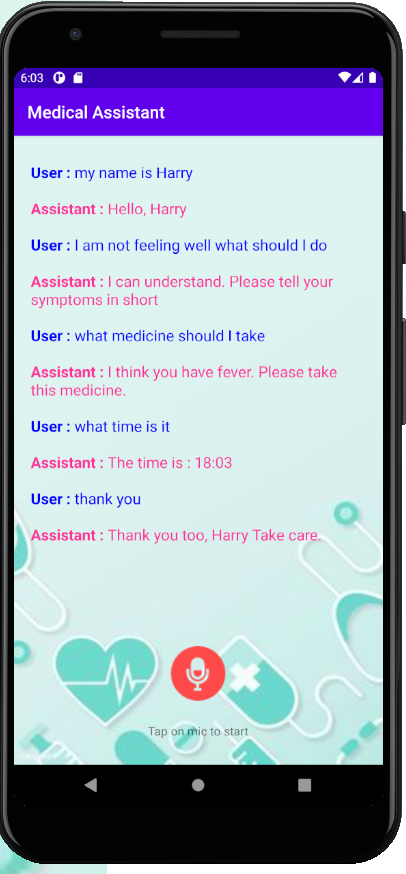 6:03
Medical Assistant
User : my name is Harry
Assistant : Hello, Harry
User : I am not feeling well what should I do
Assistant : I can understand. Please tell your
symptoms in short
User : what medicine should I take
Assistant : I think you have fever. Please take
this medicine.
User : what time is it
Assistant : The time is : 18:03
User : thank you
Assistant : Thank you too, Harry Take care.
Tap on mic to start